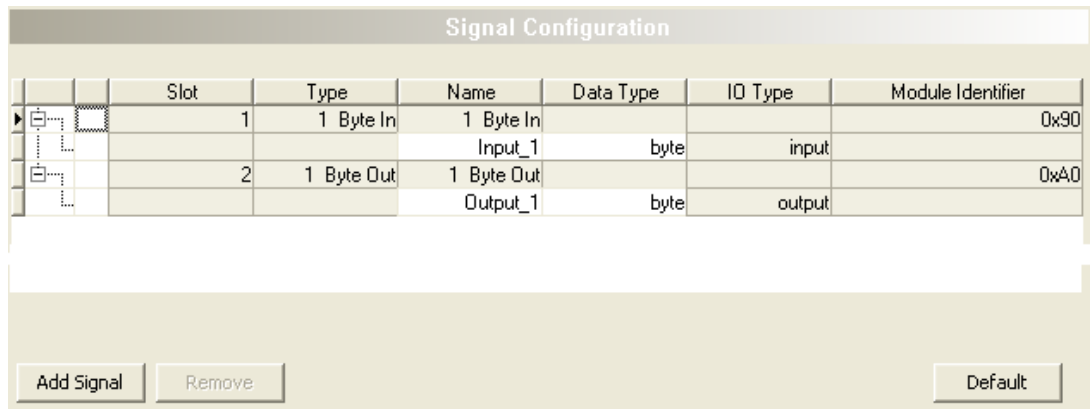 Signal Configuration
Slot Type Name Data Type IO Type Module Identifier
1 1 Byte In 1 Byte In 0x90
Input_1 byte input
2 1 Byte Out 1 Byte Out 0xA0
Output_1 byte output
Add Signal Remove Default